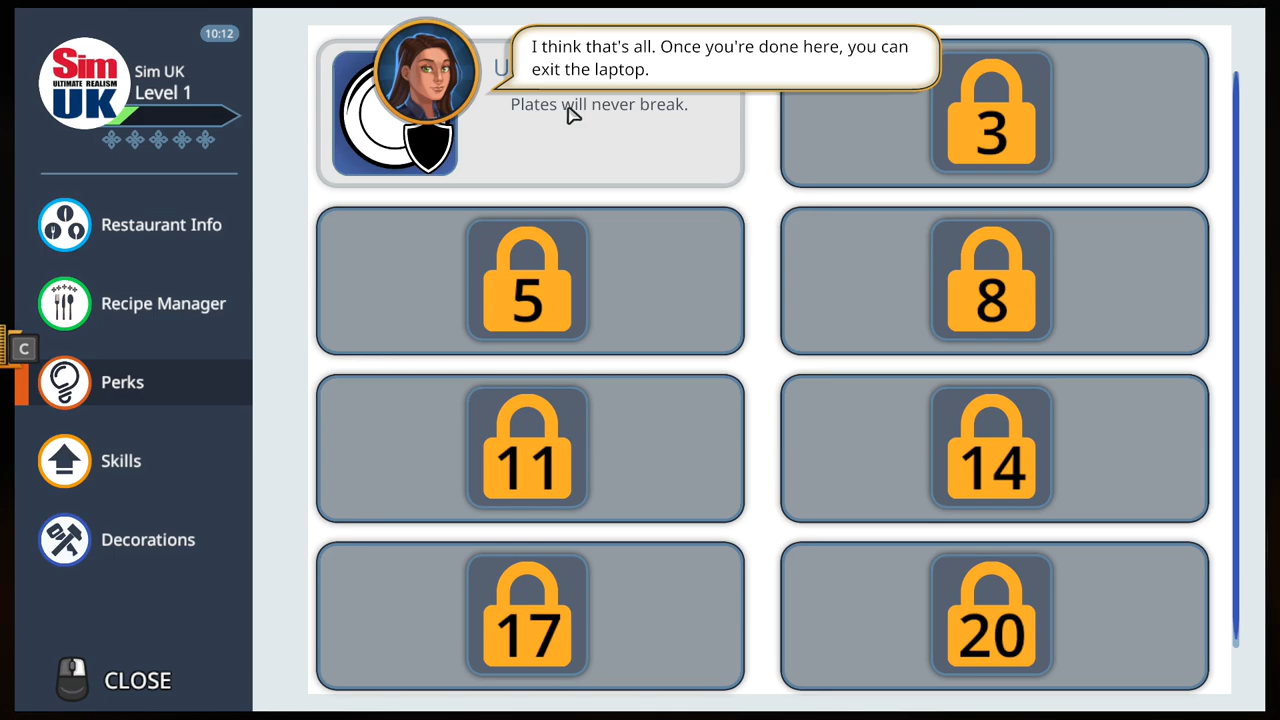 10:12
Sim
ULTIMATE REALISM
UK
Sim UK
Level 1
Restaurant Info
Recipe Manager
C
Perks
Skills
Decorations
CLOSE
I think that's all. Once you're done here, you can
exit the laptop.
U
Plates will never break.
3
5
8
11
14
17
20